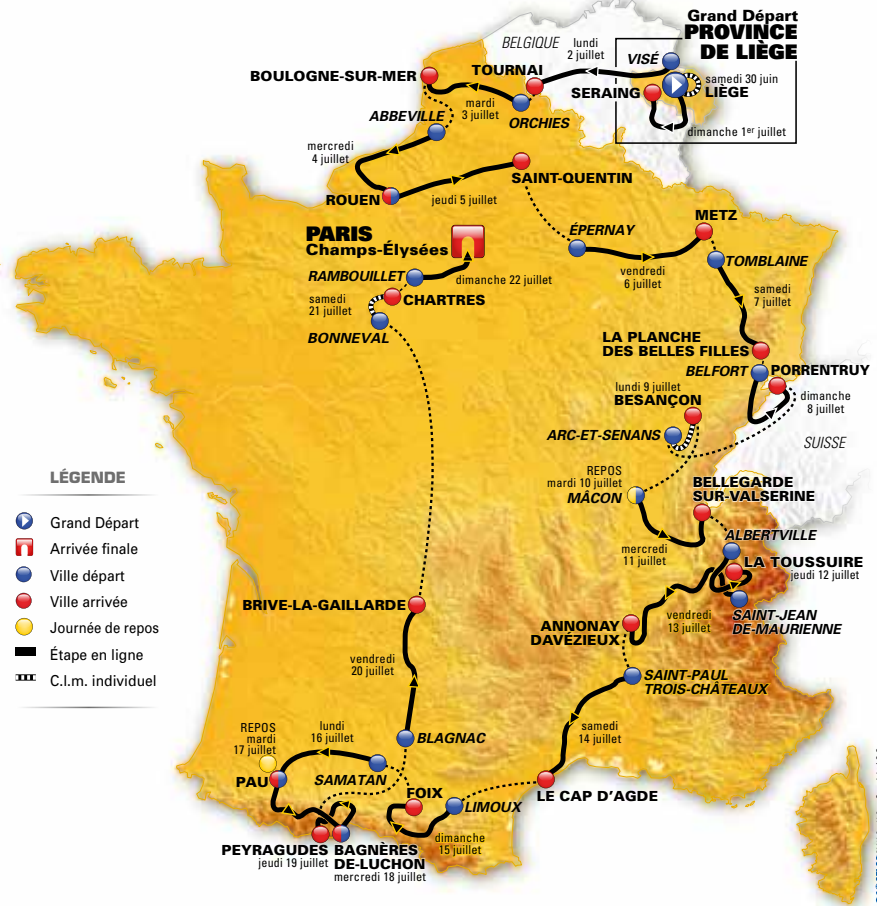 Grand Départ
PROVINCE
DE LIÈGE
BELGIQUE
lundi
2 juillet
VISÉ
TOURNAI
BOULOGNE-SUR-MER
samedi 30 juin
LIÈGE
SERAING
mardi
3 juillet
ORCHIES
dimanche 1er juillet
ABBEVILLE
mercredi
4 juillet
SAINT-QUENTIN
ROUEN
jeudi 5 juillet
METZ
ÉPERNAY
PARIS
Champs-Élysées
TOMBLAINE
vendredi
6 juillet
RAMBOUILLET
dimanche 22 juillet
samedi
21 juillet
CHARTRES
samedi
7 juillet
BONNEVAL
LA PLANCHE
DES BELLES FILLES
BELFORT
PORRENTRUY
lundi 9 juillet
BESANÇON
dimanche
8 juillet
ARC-ET-SENANS
SUISSE
REPOS
mardi 10 juillet
MÂCON
BELLEGARDE
SUR-VALSERINE
LÉGENDE
Grand Départ
Arrivée finale
Ville départ
Ville arrivée
Journée de repos
Étape en ligne
C.l.m. individuel
ALBERTVILLE
mercredi
11 juillet
LA TOUSSUIRE
jeudi 12 juillet
BRIVE-LA-GAILLARDE
vendredi
13 juillet
SAINT-JEAN
DE-MAURIENNE
ANNONAY
DAVÉZIEUX
vendredi
20 juillet
SAINT-PAUL
TROIS-CHÂTEAUX
samedi
14 juillet
REPOS
mardi
17 juillet
lundi
16 juillet
BLAGNAC
PAU
SAMATAN
FOIX
LIMOUX
LE CAP D'AGDE
dimanche
15 juillet
PEYRAGUDES
jeudi 19 juillet
BAGNÈRES
DE-LUCHON
mercredi 18 juillet